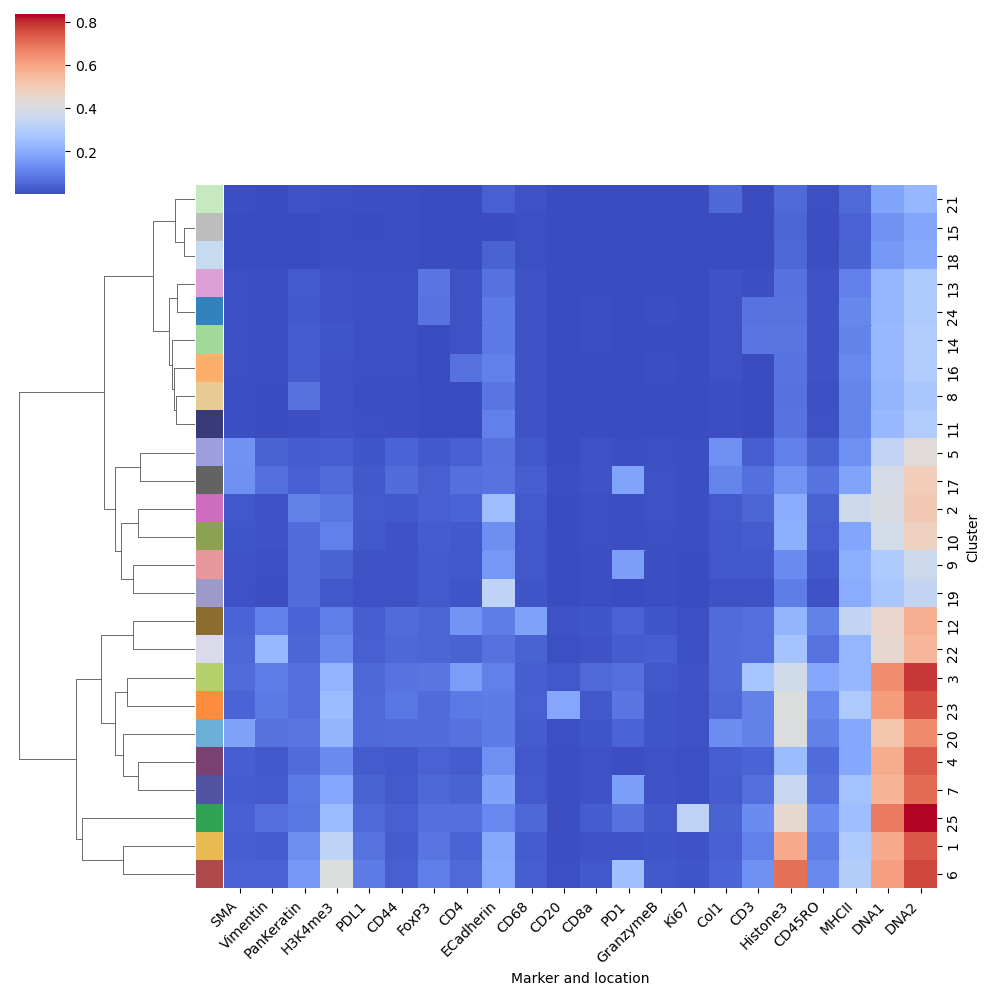 0.8
0.6
0.4
0.2
21
15
18
13
24
14
16
8
11
5
17
2
10
9
19
12
22
3
23
20
4
7
25
1
6
Cluster
SMA
Vimentin
PanKeratin
H3K4me3
PDL1
CD44
FoxP3
CD4
ECadherin
CD68
CD20
CD8a
PD1
GranzymeB
Ki67
Col1
CD3
Histone3
CD45RO
MHCII
DNA1
DNA2
Marker and location